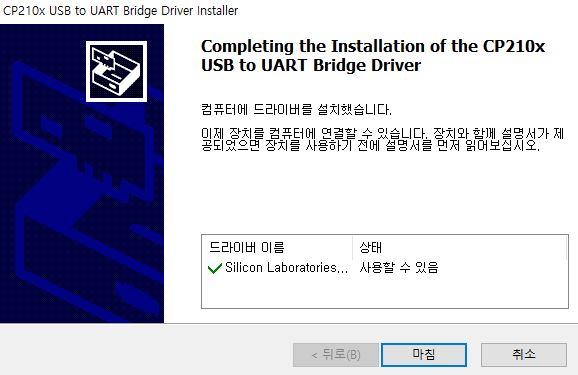 CP210x USB to UART Bridge Driver Installer
Completing the Installation of the CP210x
USB to UART Bridge Driver
컴퓨터에 드라이버를 설치했습니다.
이제 장치를 컴퓨터에 연결할 수 있습니다. 장치와 함께 설명서가 제
공되었으면 장치를 사용하기 전에 설명서를 먼저 읽어보십시오.
드라이버 이름 상태
Silicon Laboratories... 사용할 수 있음
< 뒤로(B) 마침 취소